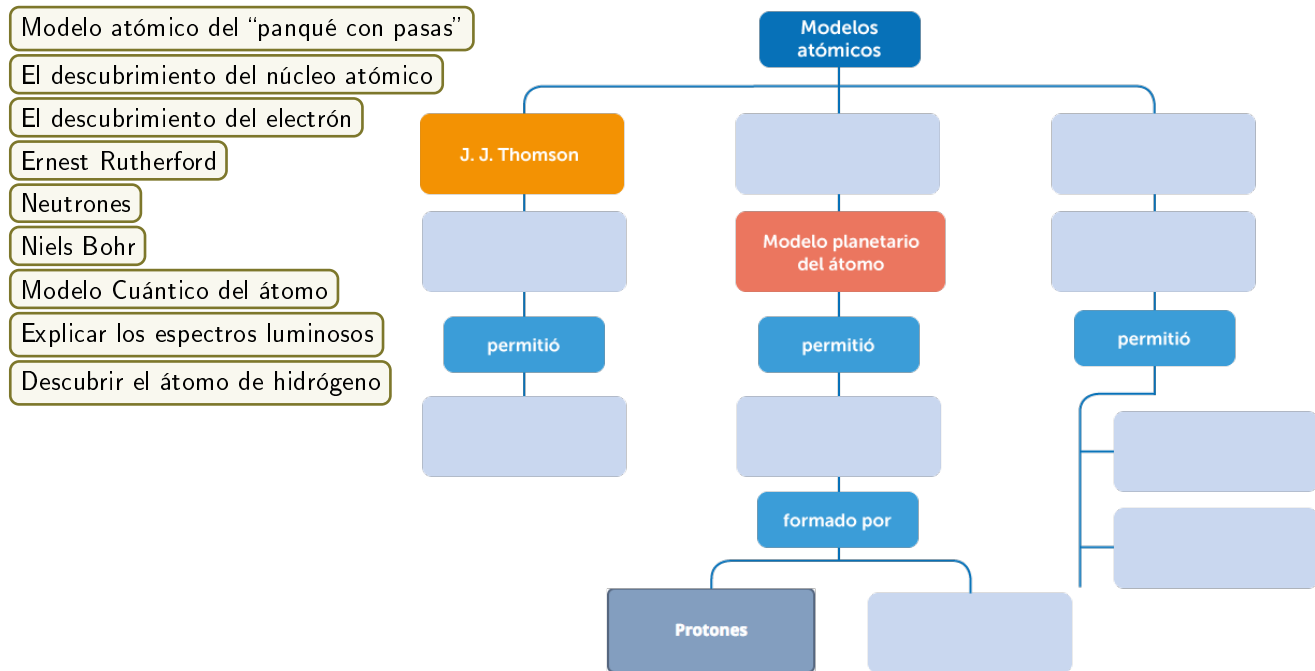 Modelo atómico del “panqué con pasas”
El descubrimiento del núcleo atómico
El descubrimiento del electrón
Ernest Rutherford
Neutrones
Niels Bohr
Modelo Cuántico del átomo
Explicar los espectros luminosos
Descubrir el átomo de hidrógeno
Modelos
atómicos
J. J. Thomson
Modelo planetario
del átomo
permitió
permitió
permitió
formado por
Protones